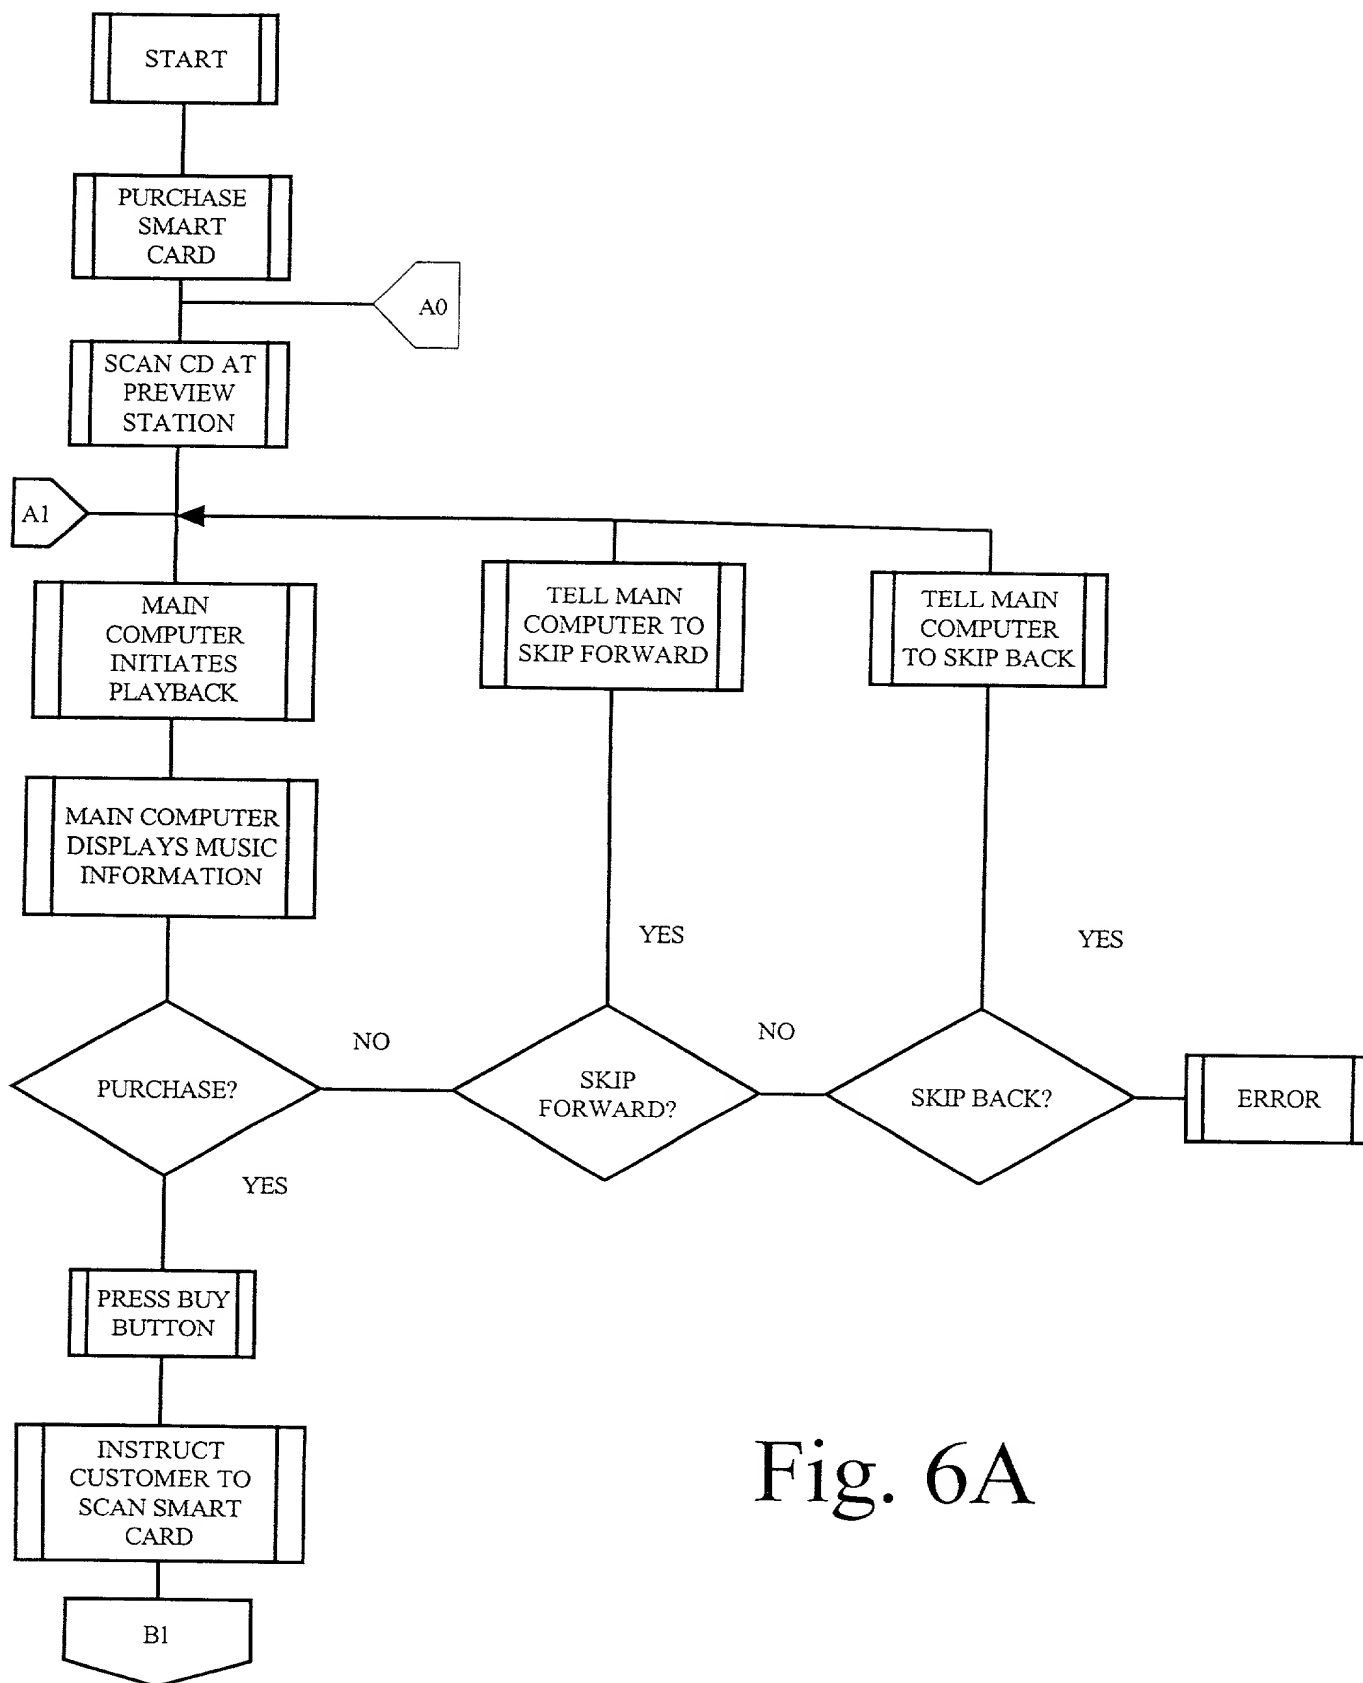 START
PURCHASE
SMART
CARD
A0
SCAN CD AT
PREVIEW
STATION
A1
MAIN
COMPUTER
INITIATES
PLAYBACK
TELL MAIN
COMPUTER TO
SKIP FORWARD
TELL MAIN
COMPUTER
TO SKIP BACK
MAIN COMPUTER
DISPLAYS MUSIC
INFORMATION
YES
YES
NO
NO
PURCHASE?
SKIP
FORWARD?
SKIP BACK?
ERROR
YES
PRESS BUY
BUTTON
INSTRUCT
CUSTOMER TO
SCAN SMART
CARD
B1
Fig. 6A